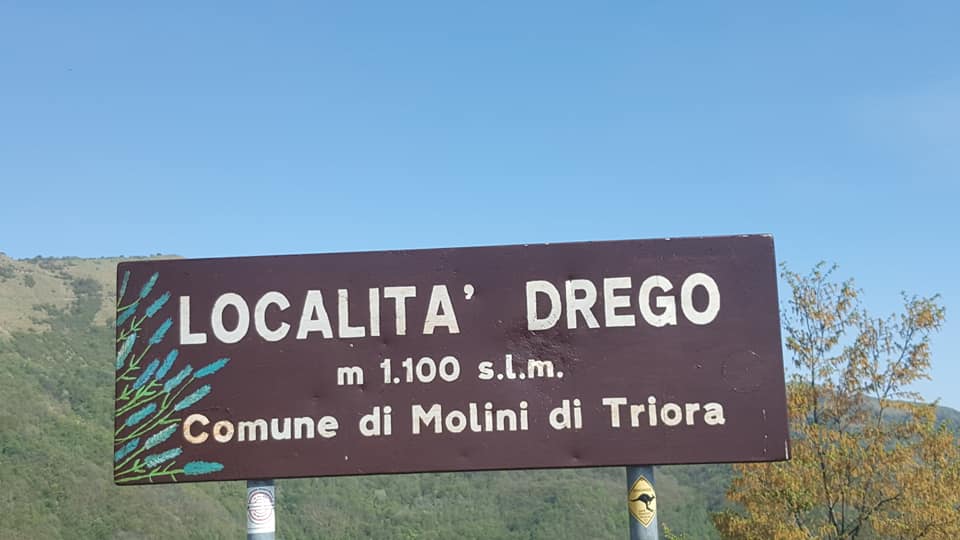 LOCALITA' DREGO
m 1.100 s.l.m.
Comune di Molini di Triora